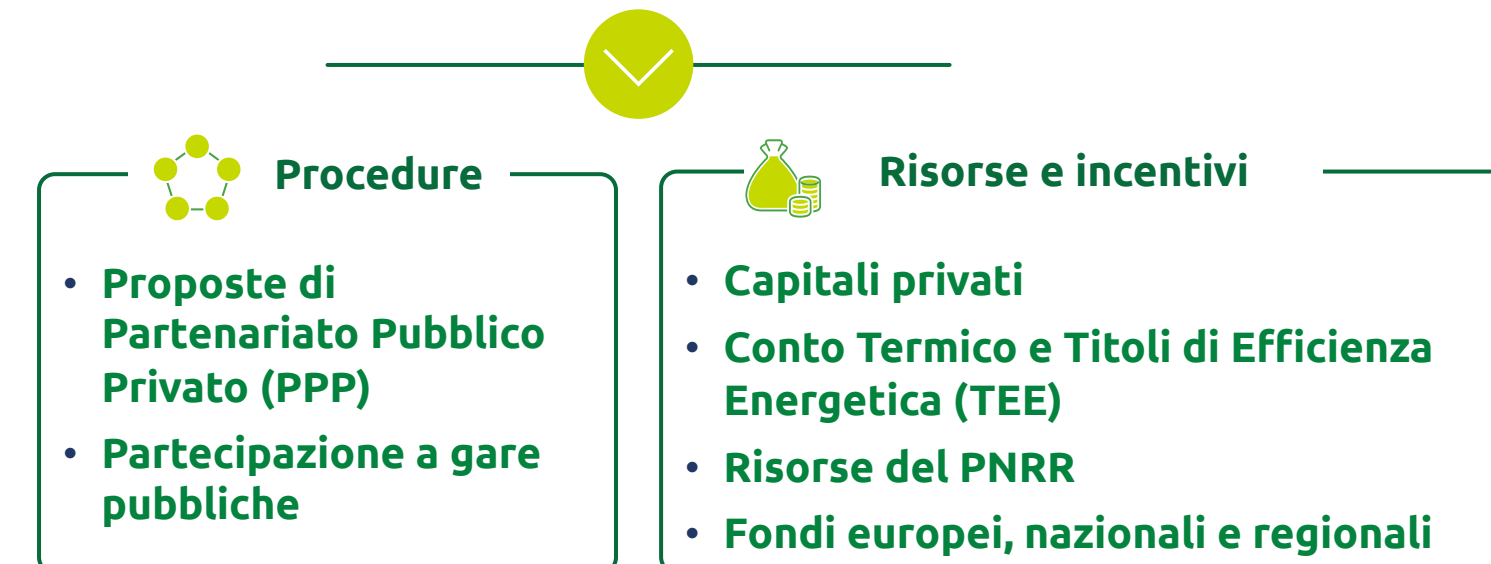 Procedure
• Proposte di
Partenariato Pubblico
Privato (PPP)
• Partecipazione a gare
pubbliche
Risorse e incentivi
• Capitali privati
• Conto Termico e Titoli di Efficienza
Energetica (TEE)
• Risorse del PNRR
• Fondi europei, nazionali e regionali